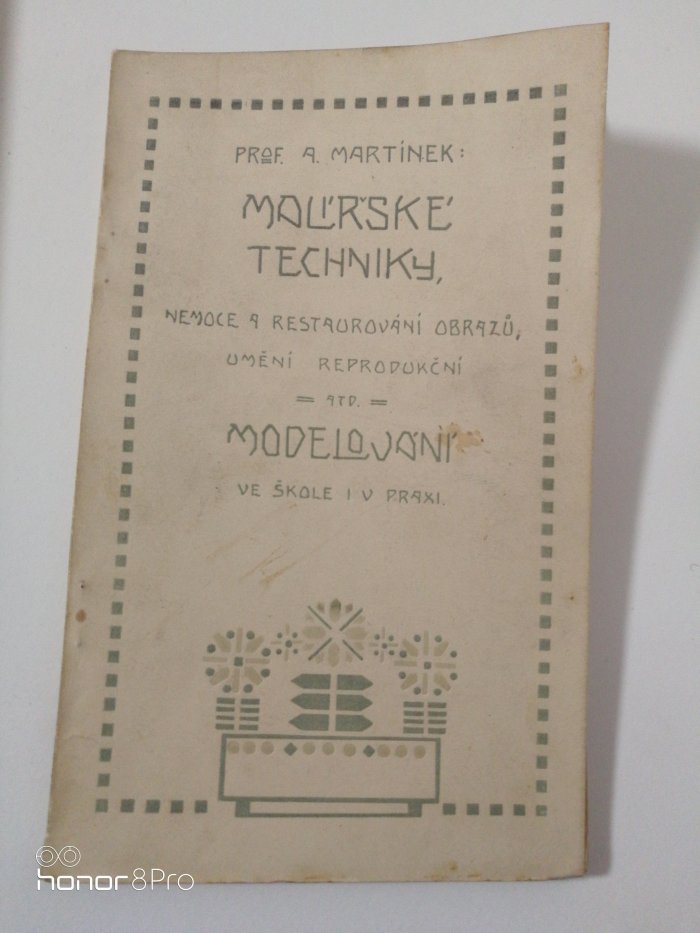 PROF. A. MARTÍNEK:
MALÍŘSKÉ
TECHNIKY,
NEMOCE A RESTAUROVÁNÍ OBRAZŮ,
UMĚNÍ REPRODUKČNÍ
= ATD. =
MODELOVÁNÍ
VE ŠKOLE I V PRAXI.
honor 8Pro